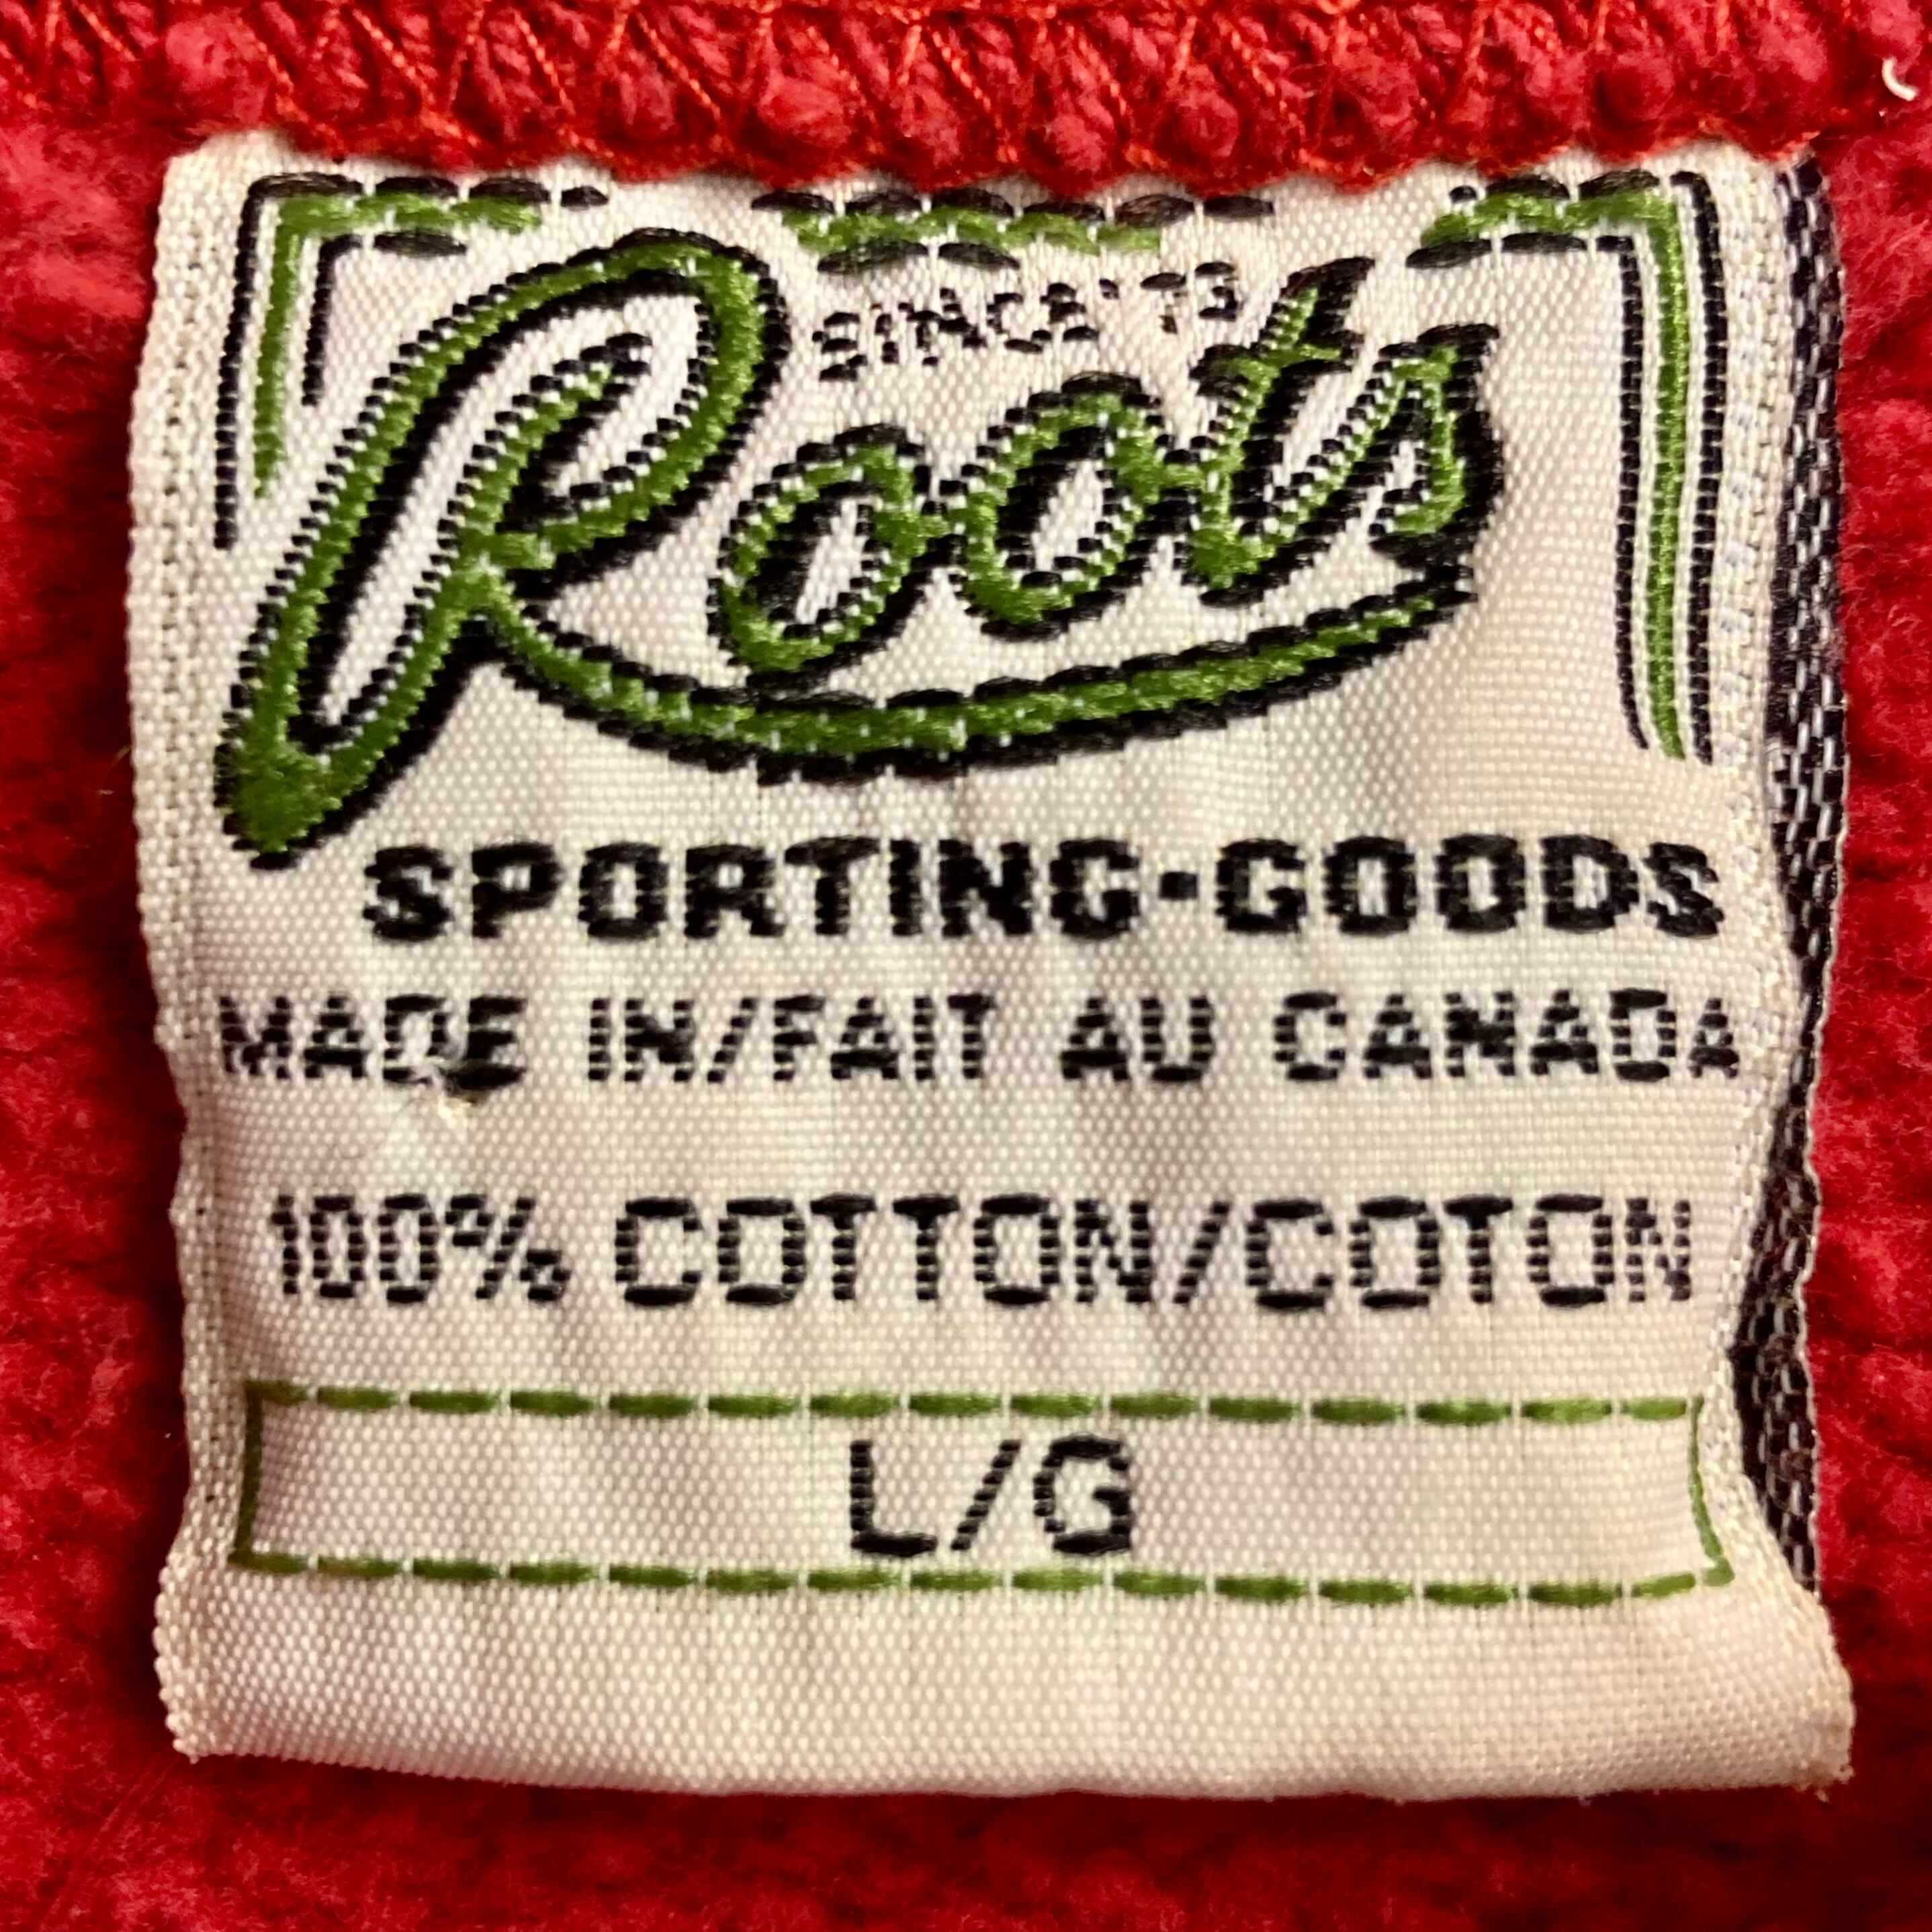 SINCE '73
Roots
SPORTING-GOODS
MADE IN/FAIT AU CANADA
100% COTTON/COTON
L/G